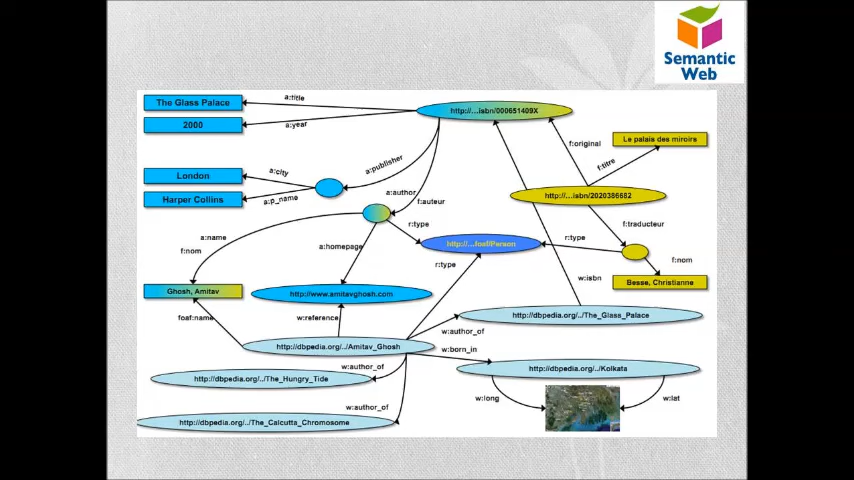 Semantic
Web
The Glass Palace
a:title
http://...isbn/000651409X
2000
a:year
f:original
Le palais des miroirs
f:titre
a:publisher
London
a:city
a:author
http://...isbn/2020386682
Harper Collins
a:p_name
f:auteur
r:type
f:traducteur
a:name
r:type
f:nom
a:homepage
http://...fosf/Person
f:nom
r:type
w:isbn
Besse, Christianne
Ghosh, Amitav
http://www.amitavghosh.com
foaf:name
w:reference
http://dbpedia.org/../The_Glass_Palace
w:author_of
http://dbpedia.org/../Amitav_Ghosh
w:born_in
w:author_of
http://dbpedia.org/../Kolkata
http://dbpedia.org/../The_Hungry_Tide
w:long
w:lat
w:author_of
http://dbpedia.org/../The_Calcutta_Chromosome